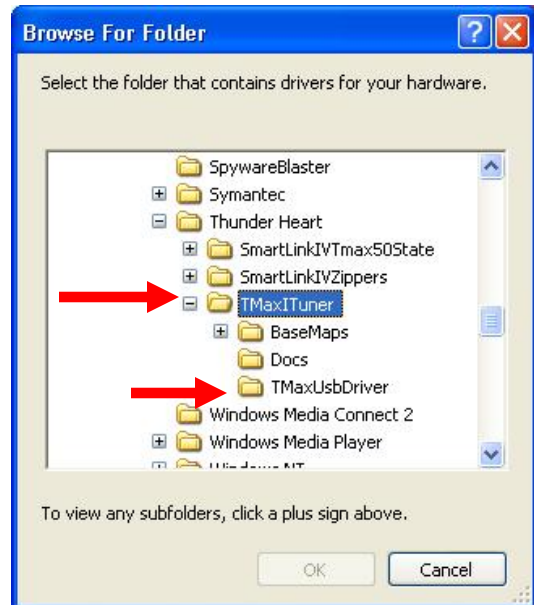 Browse For Folder
Select the folder that contains drivers for your hardware.
SpywareBlaster
Symantec
Thunder Heart
SmartLinkIVTmax50State
SmartLinkIVZippers
TMaxITuner
BaseMaps
Docs
TMaxUsbDriver
Windows Media Connect 2
Windows Media Player
Windows NT
To view any subfolders, click a plus sign above.
OK
Cancel